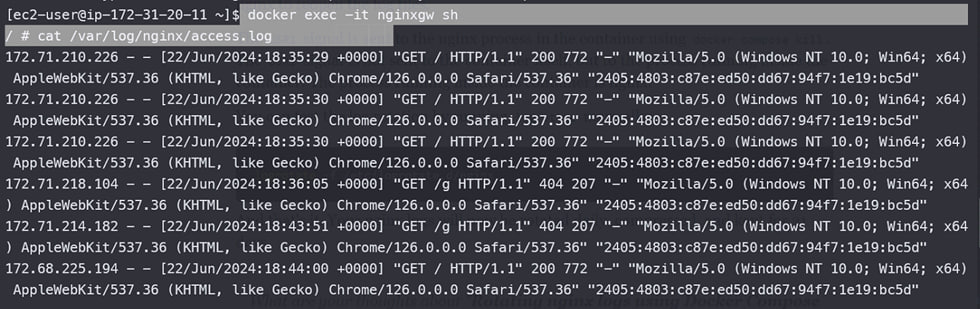 [ec2-user@ip-172-31-20-11 ~]$ docker exec -it nginxgw sh
/ # cat /var/log/nginx/access.log
172.71.210.226 - - [22/Jun/2024:18:35:20 +0000] "GET / HTTP/1.1" 200 772 "-" "Mozilla/5.0 (Windows NT 10.0; Win64; x64)
AppleWebKit/537.36 (KHTML, like Gecko) Chrome/126.0.0.0 Safari/537.36" "2405:4803:c87e:ed50:dd67:94f7:1e19:bc5d"
172.71.210.226 - - [22/Jun/2024:18:35:30 +0000] "GET / HTTP/1.1" 200 772 "-" "Mozilla/5.0 (Windows NT 10.0; Win64; x64)
AppleWebKit/537.36 (KHTML, like Gecko) Chrome/126.0.0.0 Safari/537.36" "2405:4803:c87e:ed50:dd67:94f7:1e19:bc5d"
172.71.210.226 - - [22/Jun/2024:18:35:30 +0000] "GET / HTTP/1.1" 200 772 "-" "Mozilla/5.0 (Windows NT 10.0; Win64; x64)
AppleWebKit/537.36 (KHTML, like Gecko) Chrome/126.0.0.0 Safari/537.36" "2405:4803:c87e:ed50:dd67:94f7:1e19:bc5d"
172.71.218.104 - - [22/Jun/2024:18:36:05 +0000] "GET /g HTTP/1.1" 404 207 "-" "Mozilla/5.0 (Windows NT 10.0; Win64; x64
) AppleWebKit/537.36 (KHTML, like Gecko) Chrome/126.0.0.0 Safari/537.36" "2405:4803:c87e:ed50:dd67:94f7:1e19:bc5d"
172.71.214.182 - - [22/Jun/2024:18:43:51 +0000] "GET /g HTTP/1.1" 404 207 "-" "Mozilla/5.0 (Windows NT 10.0; Win64; x64
) AppleWebKit/537.36 (KHTML, like Gecko) Chrome/126.0.0.0 Safari/537.36" "2405:4803:c87e:ed50:dd67:94f7:1e19:bc5d"
172.68.225.194 - - [22/Jun/2024:18:44:00 +0000] "GET / HTTP/1.1" 200 772 "-" "Mozilla/5.0 (Windows NT 10.0; Win64; x64)
AppleWebKit/537.36 (KHTML, like Gecko) Chrome/126.0.0.0 Safari/537.36" "2405:4803:c87e:ed50:dd67:94f7:1e19:bc5d"
What are your thoughts about "Rotating nginx logs using Docker Compose